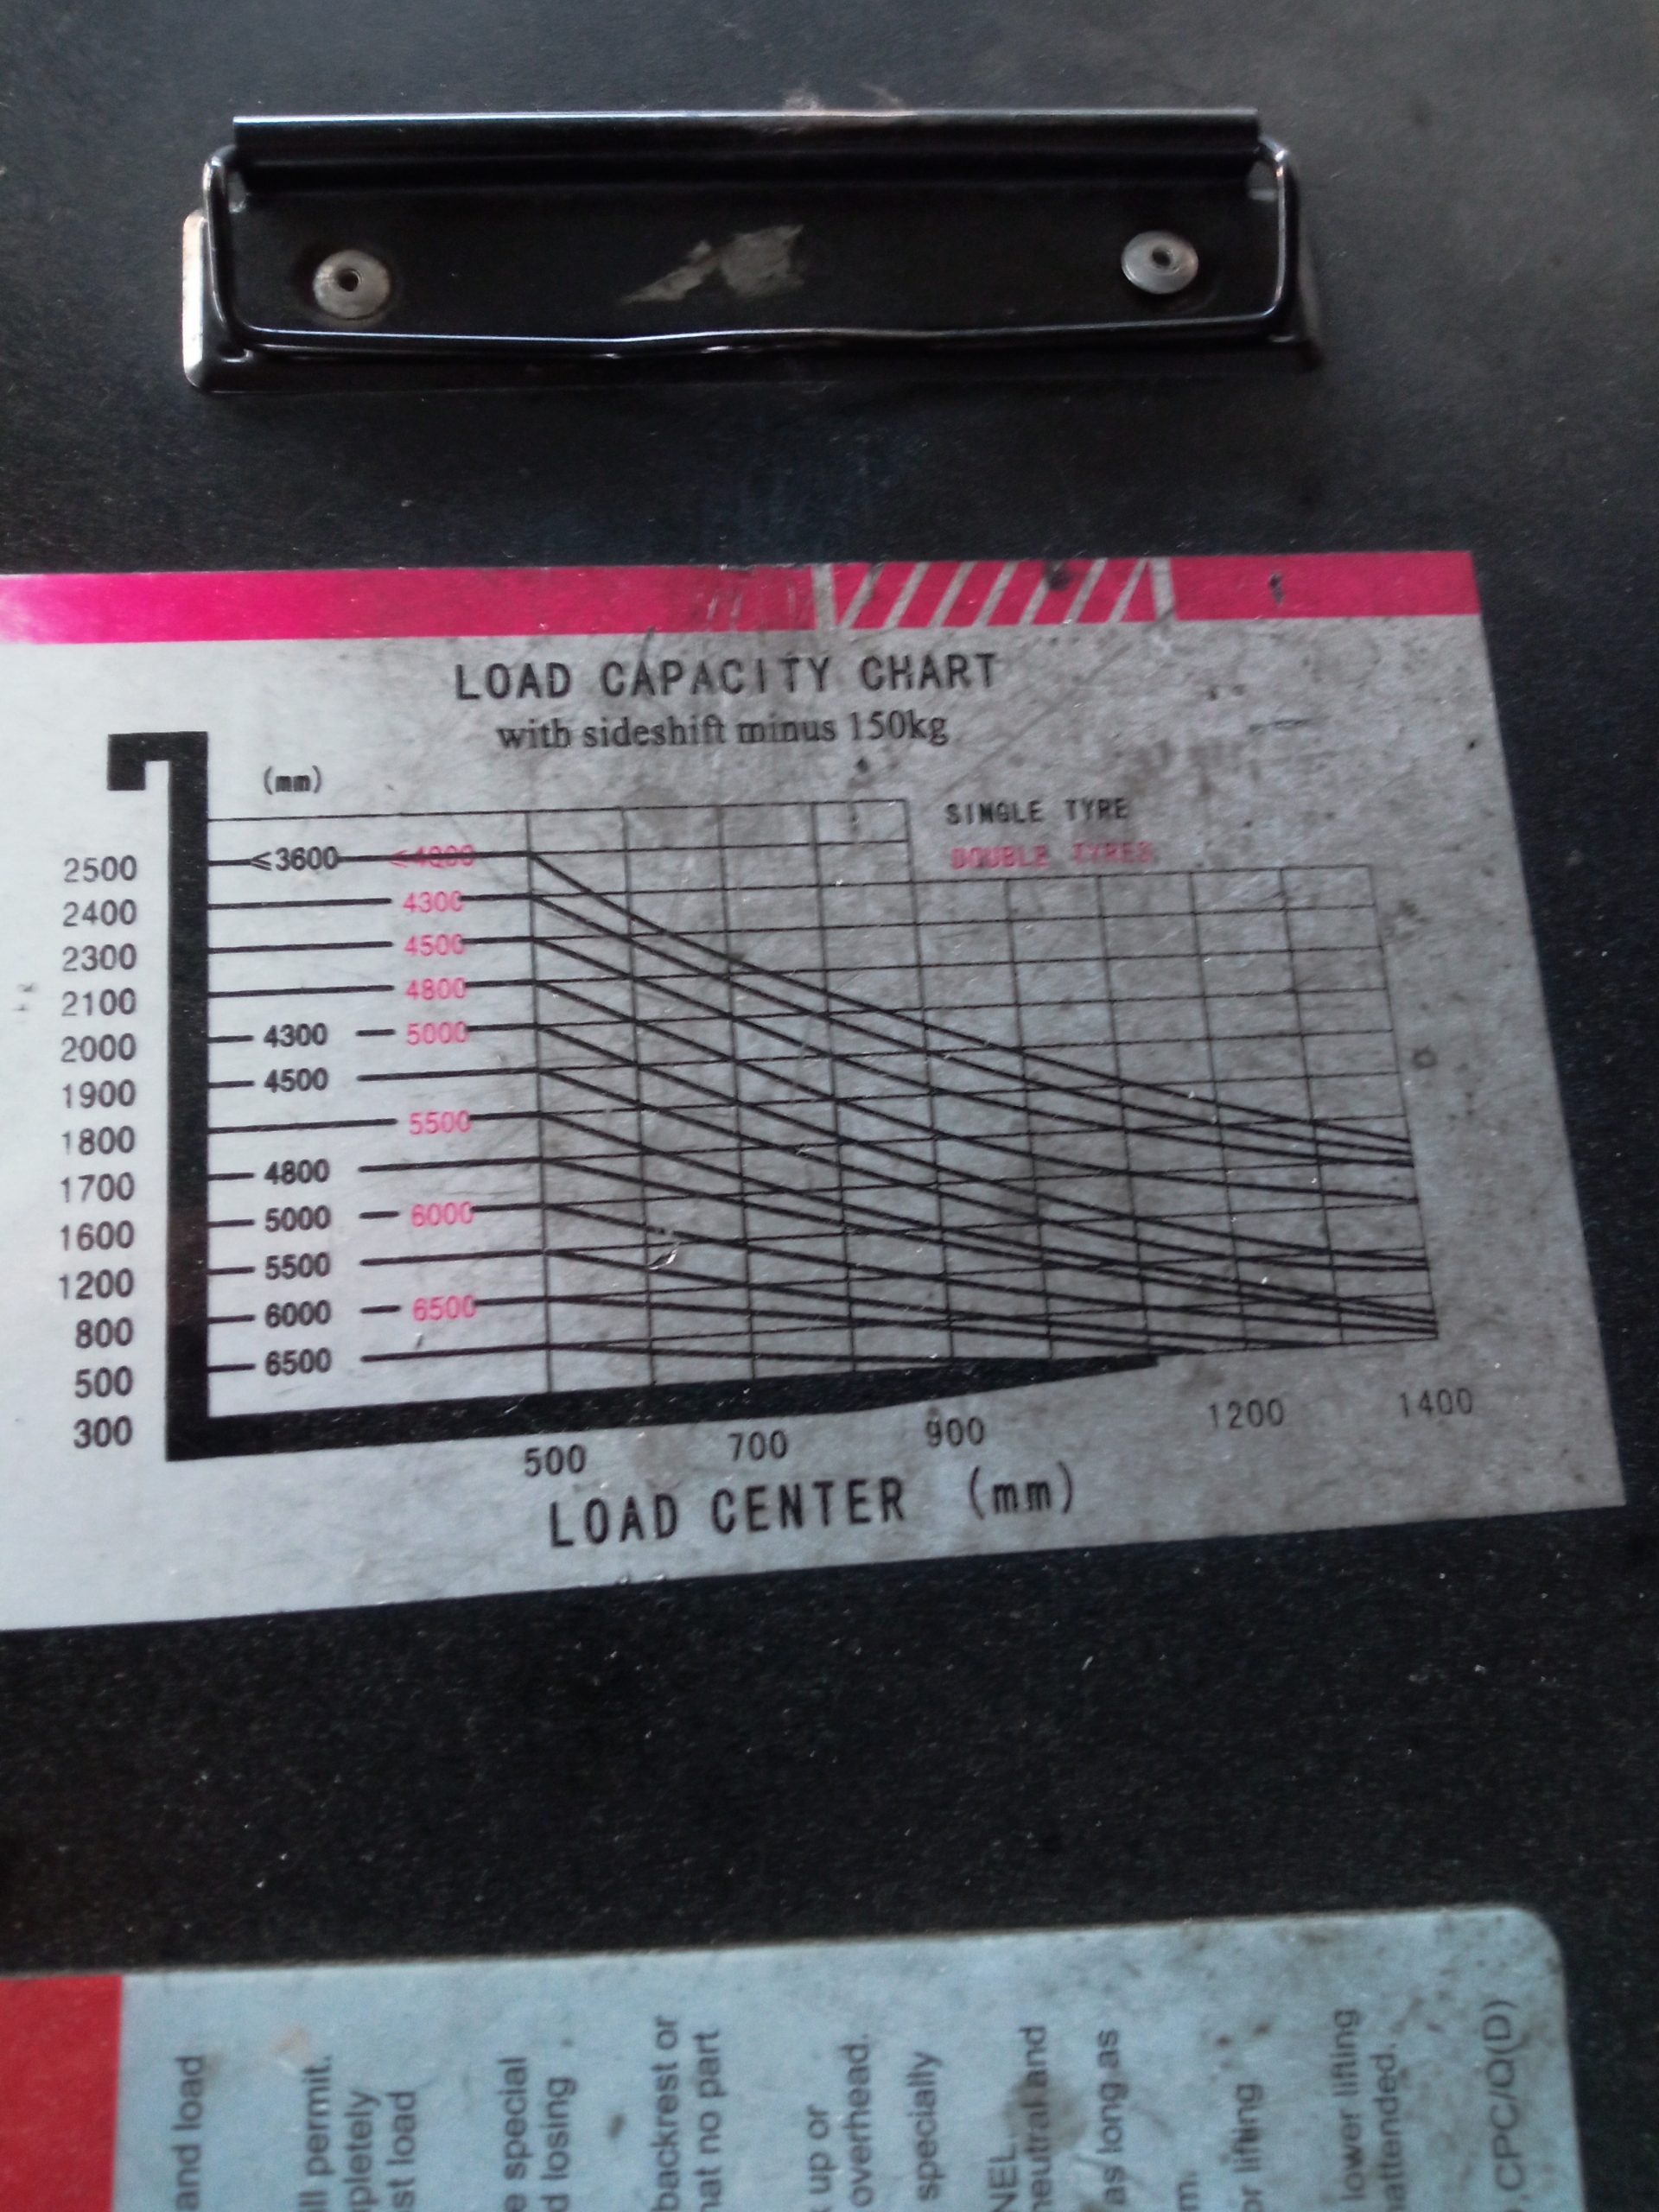 LOAD CAPACITY CHART
with sideshift minus 150kg
(mm)
SINGLE TYRE
DOUBLE TYRES
2500 ≤3600
2400 4300
2300 4500
2100 4800
2000 4300 5000
1900 4500
1800 5500
1700 4800
1600 5000 6000
1200 5500
800 6000 6500
500 6500
300
500 700 900 1200 1400
LOAD CENTER (mm)
and load
ll permit.
pletely
st load
e special
d losing
backrest or
hat no part
up or
overhead.
specially
NEL
neutral and
as long as
m.
or lifting
lower lifting
nattended.
,CPC/Q(D)